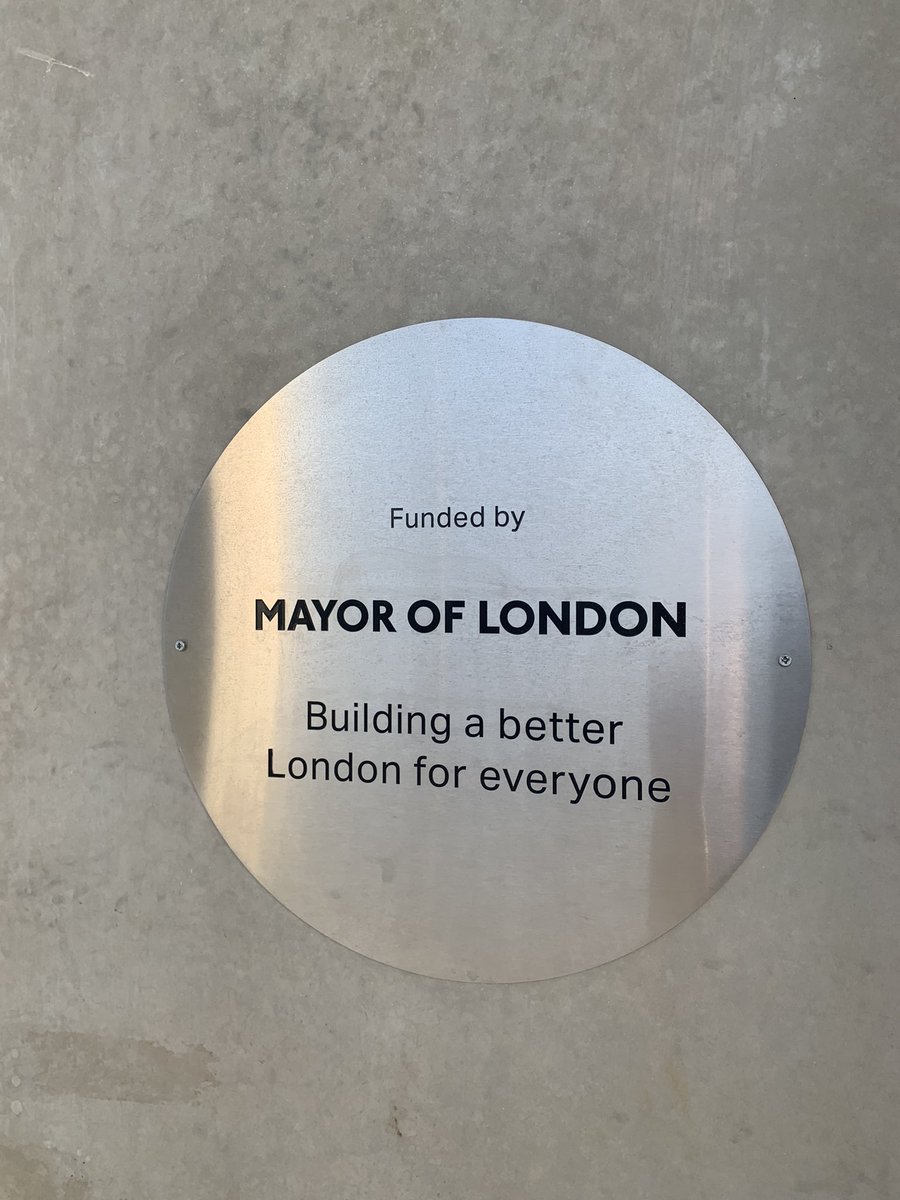 Funded by
MAYOR OF LONDON
Building a better
London for everyone